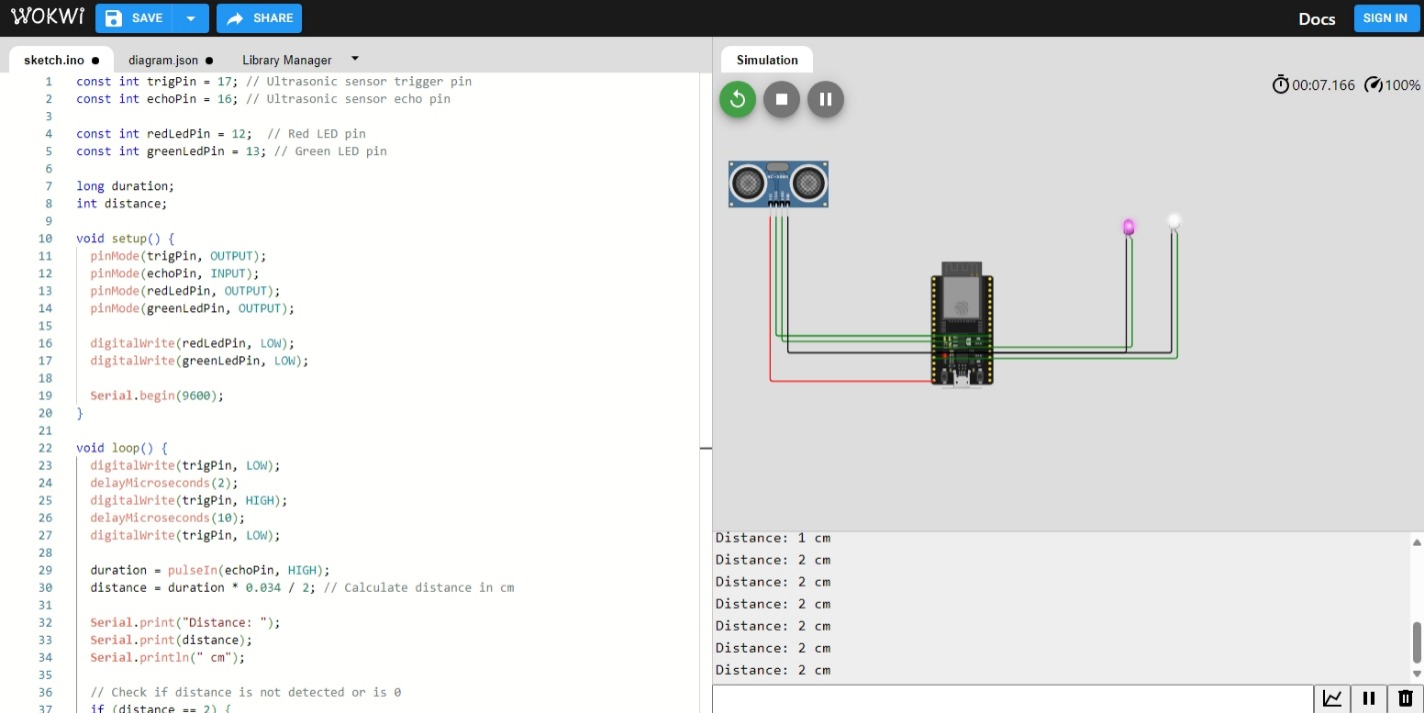 WOKWi
SAVE
SHARE
Docs
SIGN IN
sketch.ino ●
diagram.json ●
Library Manager
Simulation
1 const int trigPin = 17; // Ultrasonic sensor trigger pin
2 const int echoPin = 16; // Ultrasonic sensor echo pin
3
4 const int redLedPin = 12;  // Red LED pin
5 const int greenLedPin = 13; // Green LED pin
6
7 long duration;
8 int distance;
9
10 void setup() {
11   pinMode(trigPin, OUTPUT);
12   pinMode(echoPin, INPUT);
13   pinMode(redLedPin, OUTPUT);
14   pinMode(greenLedPin, OUTPUT);
15
16   digitalWrite(redLedPin, LOW);
17   digitalWrite(greenLedPin, LOW);
18
19   Serial.begin(9600);
20 }
21
22 void loop() {
23   digitalWrite(trigPin, LOW);
24   delayMicroseconds(2);
25   digitalWrite(trigPin, HIGH);
26   delayMicroseconds(10);
27   digitalWrite(trigPin, LOW);
28
29   duration = pulseIn(echoPin, HIGH);
30   distance = duration * 0.034 / 2; // Calculate distance in cm
31
32   Serial.print("Distance: ");
33   Serial.print(distance);
34   Serial.println(" cm");
35
36   // Check if distance is not detected or is 0
37   if (distance == 2) {
00:07.166
100%
Distance: 1 cm
Distance: 2 cm
Distance: 2 cm
Distance: 2 cm
Distance: 2 cm
Distance: 2 cm
Distance: 2 cm